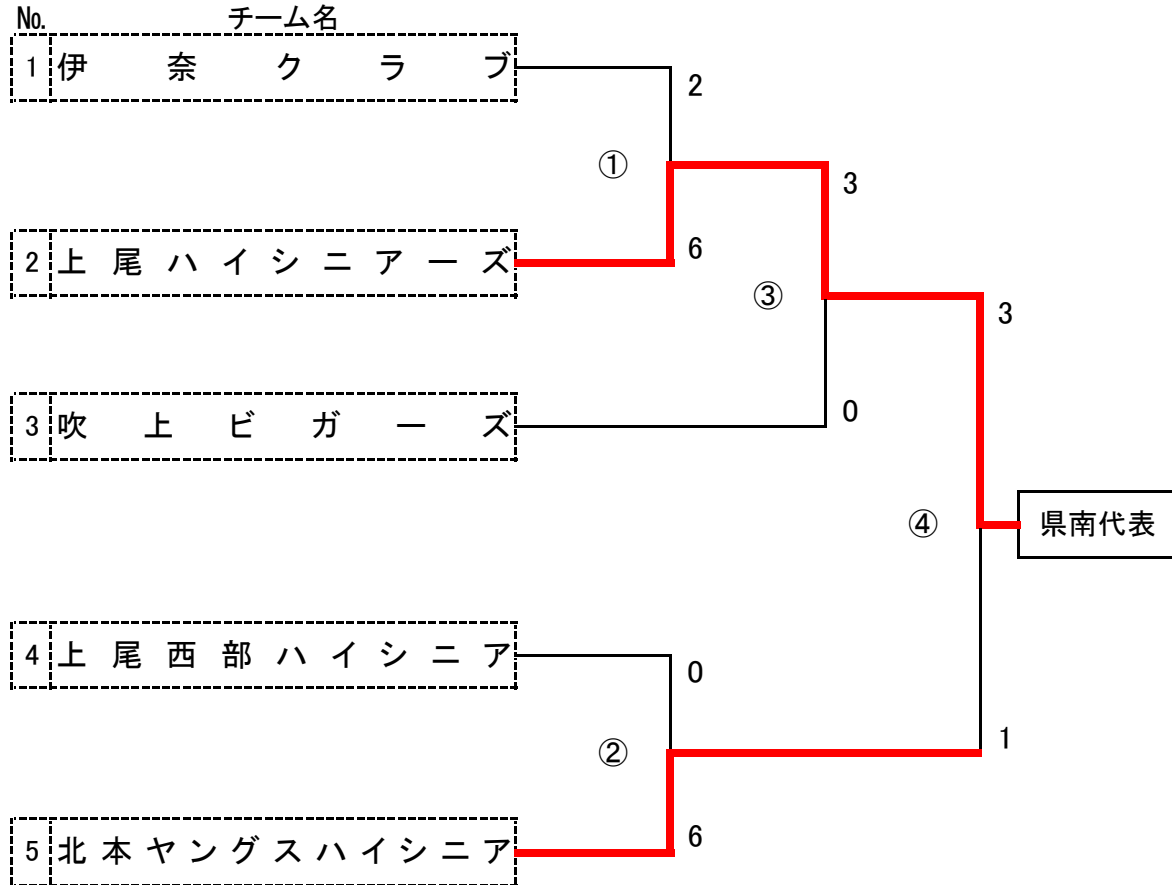 № チーム名
1 伊奈クラブ
2
①
3
2 上尾ハイシニアーズ
6
③
3
3 吹上ビガーズ
0
④
県南代表
4 上尾西部ハイシニア
0
②
1
5 北本ヤングスハイシニア
6